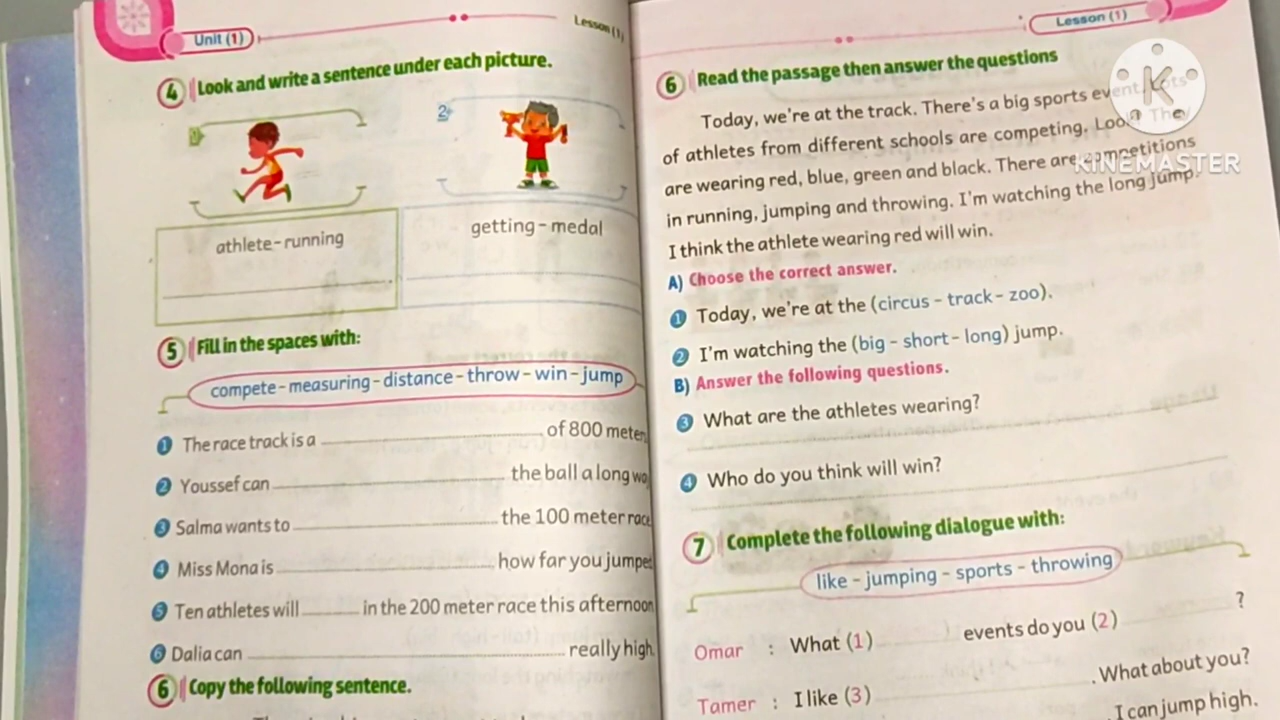 Unit (1)
Lesson (1)
4 Look and write a sentence under each picture.
1
2
athlete - running
getting - medal
5 Fill in the spaces with:
compete - measuring - distance - throw - win - jump
1 The race track is a of 800 meter
2 Youssef can the ball a long wa
3 Salma wants to the 100 meter race
4 Miss Mona is how far you jumped
5 Ten athletes will in the 200 meter race this afternoon
6 Dalia can really high.
6 Copy the following sentence.
Lesson (1)
6 Read the passage then answer the questions
Today, we're at the track. There's a big sports event. Lots
of athletes from different schools are competing. Look! They
are wearing red, blue, green and black. There are competitions
in running, jumping and throwing. I'm watching the long jump.
I think the athlete wearing red will win.
A) Choose the correct answer.
1 Today, we're at the (circus - track - zoo).
2 I'm watching the (big - short - long) jump.
B) Answer the following questions.
3 What are the athletes wearing?
4 Who do you think will win?
7 Complete the following dialogue with:
like - jumping - sports - throwing
Omar : What (1) events do you (2) ?
Tamer : I like (3) . What about you?
I can jump high.
K
KINEMASTER